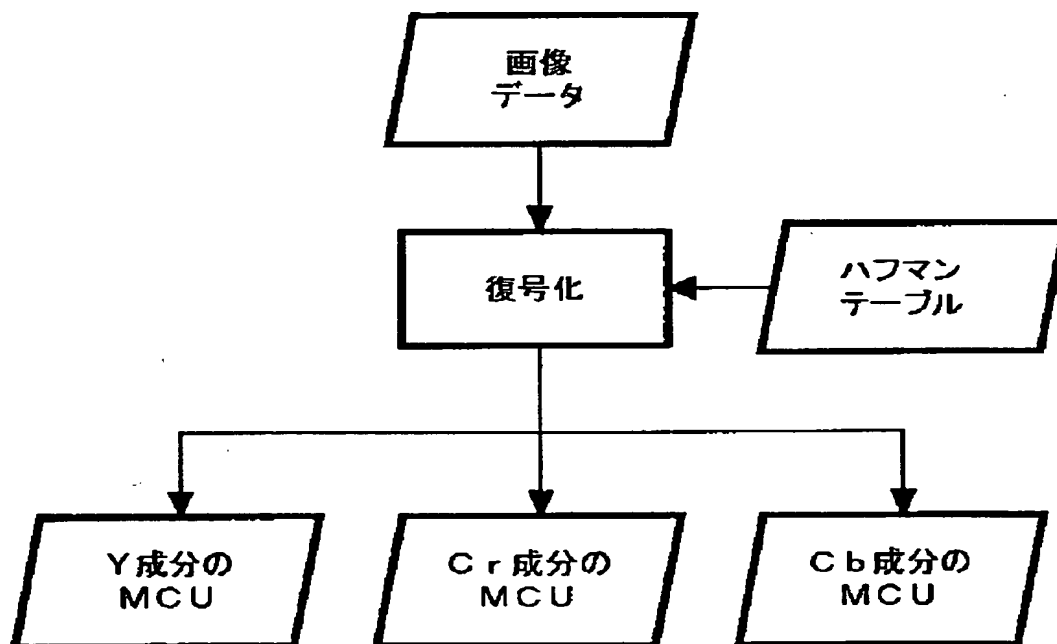 画像
データ
復号化
ハフマン
テーブル
Y成分の
MCU
Cr成分の
MCU
Cb成分の
MCU